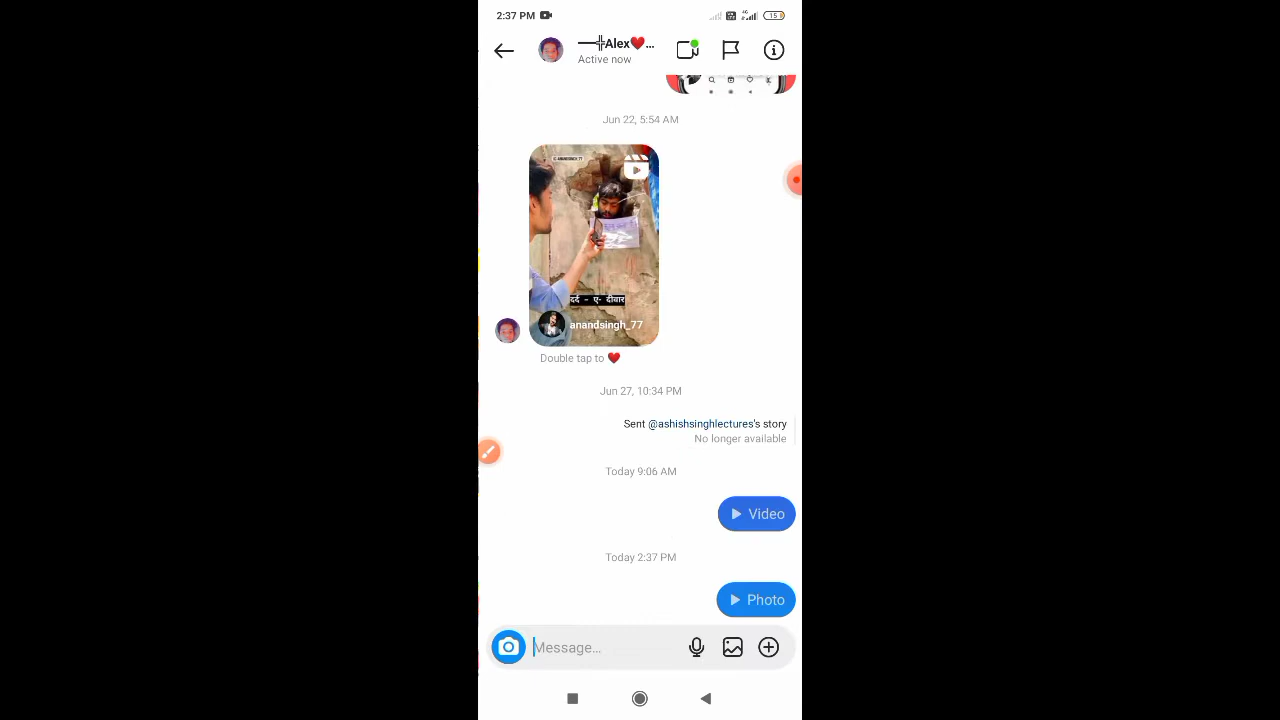 2:37 PM
15
Alex❤️...
Active now
Jun 22, 5:54 AM
दर्द - ए- दीवार
anandsingh_77
Double tap to ❤️
Jun 27, 10:34 PM
Sent @ashishsinghlectures's story
No longer available
Today 9:06 AM
Video
Today 2:37 PM
Photo
Message...